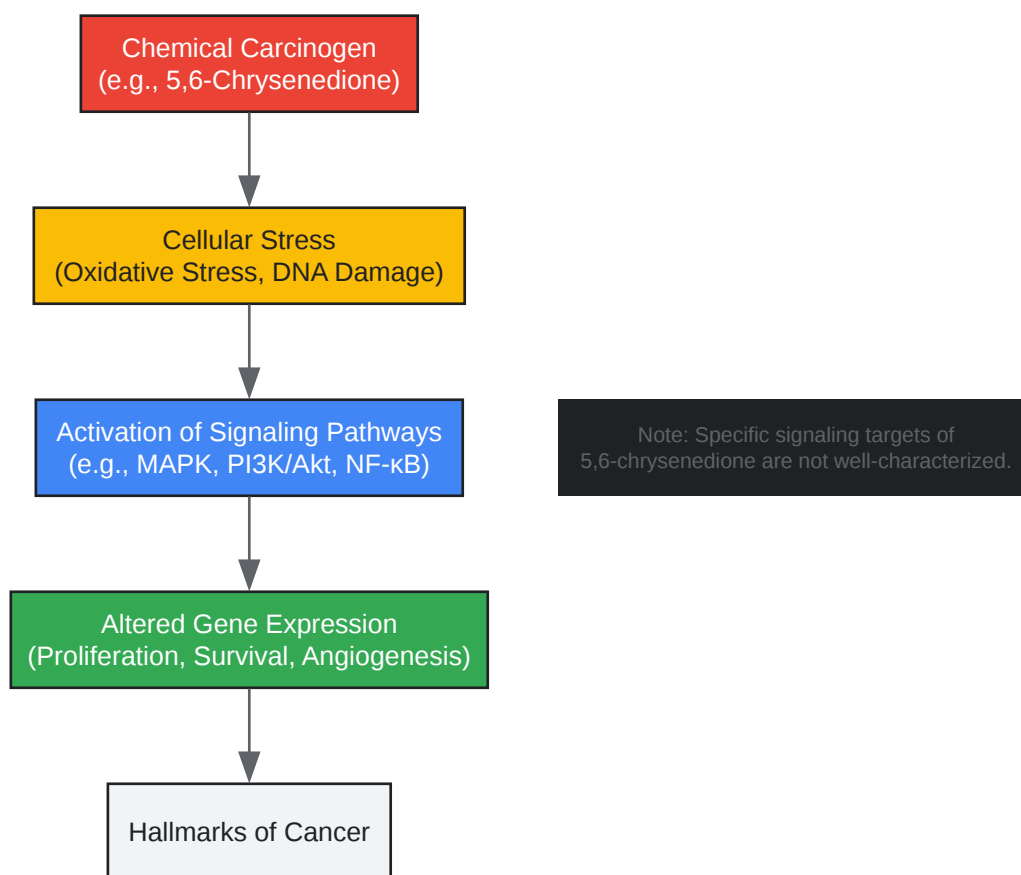 Chemical Carcinogen
(e.g., 5,6-Chrysenedione)
Cellular Stress
(Oxidative Stress, DNA Damage)
Activation of Signaling Pathways
(e.g., MAPK, PI3K/Akt, NF-κB)
Note: Specific signaling targets of
5,6-chrysenedione are not well-characterized.
Altered Gene Expression
(Proliferation, Survival, Angiogenesis)
Hallmarks of Cancer